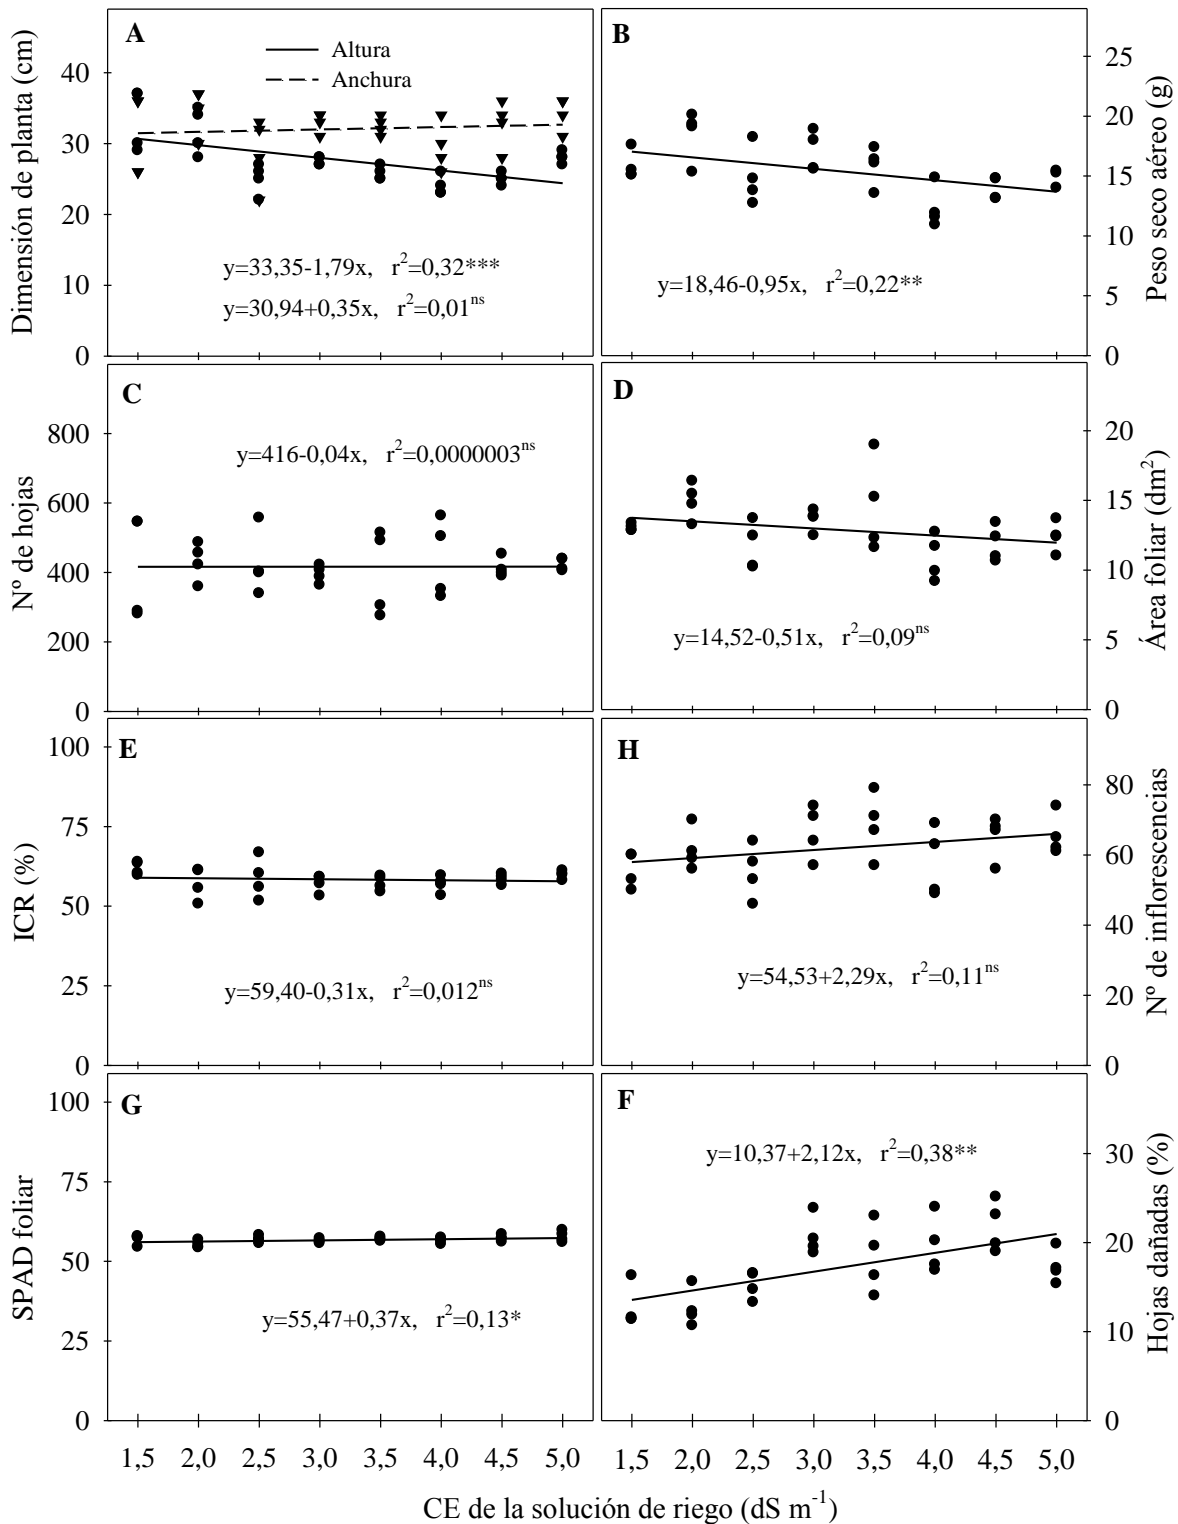 A
Altura
Anchura
Dimensión de planta (cm)
40
30
20
10
0
y=33,35-1,79x, r²=0,32***
y=30,94+0,35x, r²=0,01ⁿˢ
B
Peso seco aéreo (g)
25
20
15
10
5
0
y=18,46-0,95x, r²=0,22**
C
Nº de hojas
800
600
400
200
0
y=416-0,04x, r²=0,0000003ⁿˢ
D
Área foliar (dm²)
20
15
10
5
0
y=14,52-0,51x, r²=0,09ⁿˢ
E
ICR (%)
100
75
50
25
0
y=59,40-0,31x, r²=0,012ⁿˢ
H
Nº de inflorescencias
80
60
40
20
0
y=54,53+2,29x, r²=0,11ⁿˢ
G
SPAD foliar
100
75
50
25
0
y=55,47+0,37x, r²=0,13*
F
Hojas dañadas (%)
30
20
10
0
y=10,37+2,12x, r²=0,38**
1,5 2,0 2,5 3,0 3,5 4,0 4,5 5,0
1,5 2,0 2,5 3,0 3,5 4,0 4,5 5,0
CE de la solución de riego (dS m⁻¹)